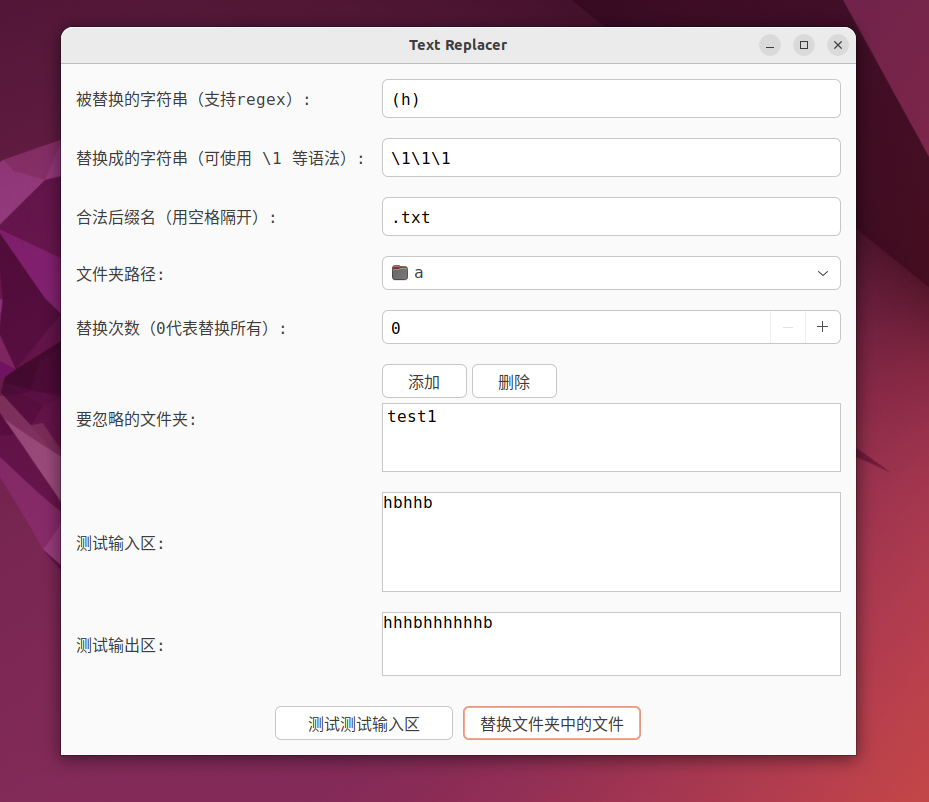 Text Replacer
被替换的字符串（支持regex）: (h)
替换成的字符串（可使用 \1 等语法）: \1\1\1
合法后缀名（用空格隔开）: .txt
文件夹路径: a
替换次数（0代表替换所有）: 0
添加 删除
要忽略的文件夹: test1
测试输入区: hbhhb
测试输出区: hhhbhhhhhhb
测试测试输入区 替换文件夹中的文件